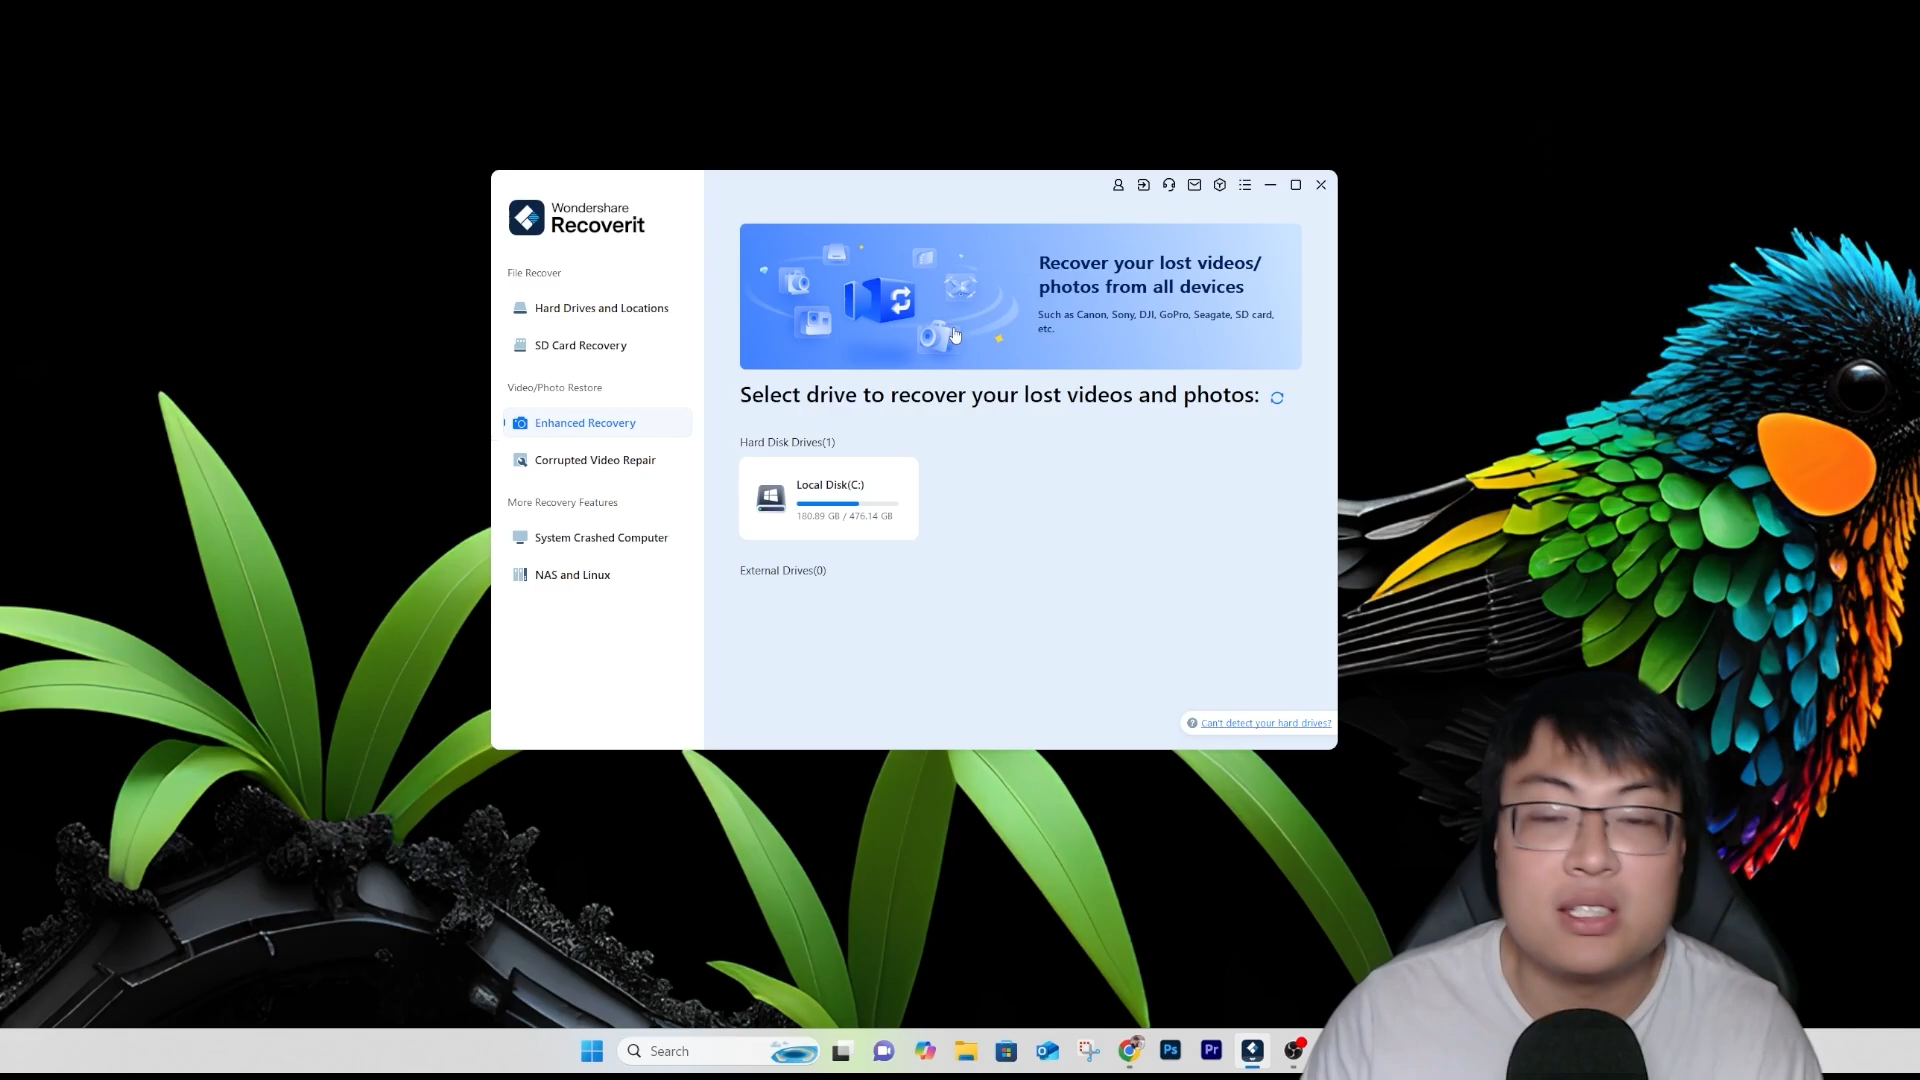 Wondershare
Recoverit
File Recover
Hard Drives and Locations
SD Card Recovery
Video/Photo Restore
Enhanced Recovery
Corrupted Video Repair
More Recovery Features
System Crashed Computer
NAS and Linux
Recover your lost videos/
photos from all devices
Such as Canon, Sony, DJI, GoPro, Seagate, SD card,
etc.
Select drive to recover your lost videos and photos:
Hard Disk Drives(1)
Local Disk(C:)
180.89 GB / 476.14 GB
External Drives(0)
Can't detect your hard drives?
Search
Ps
Pr